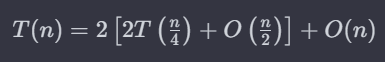 T(n) = 2 [2T (n/4) + O (n/2)] + O(n)